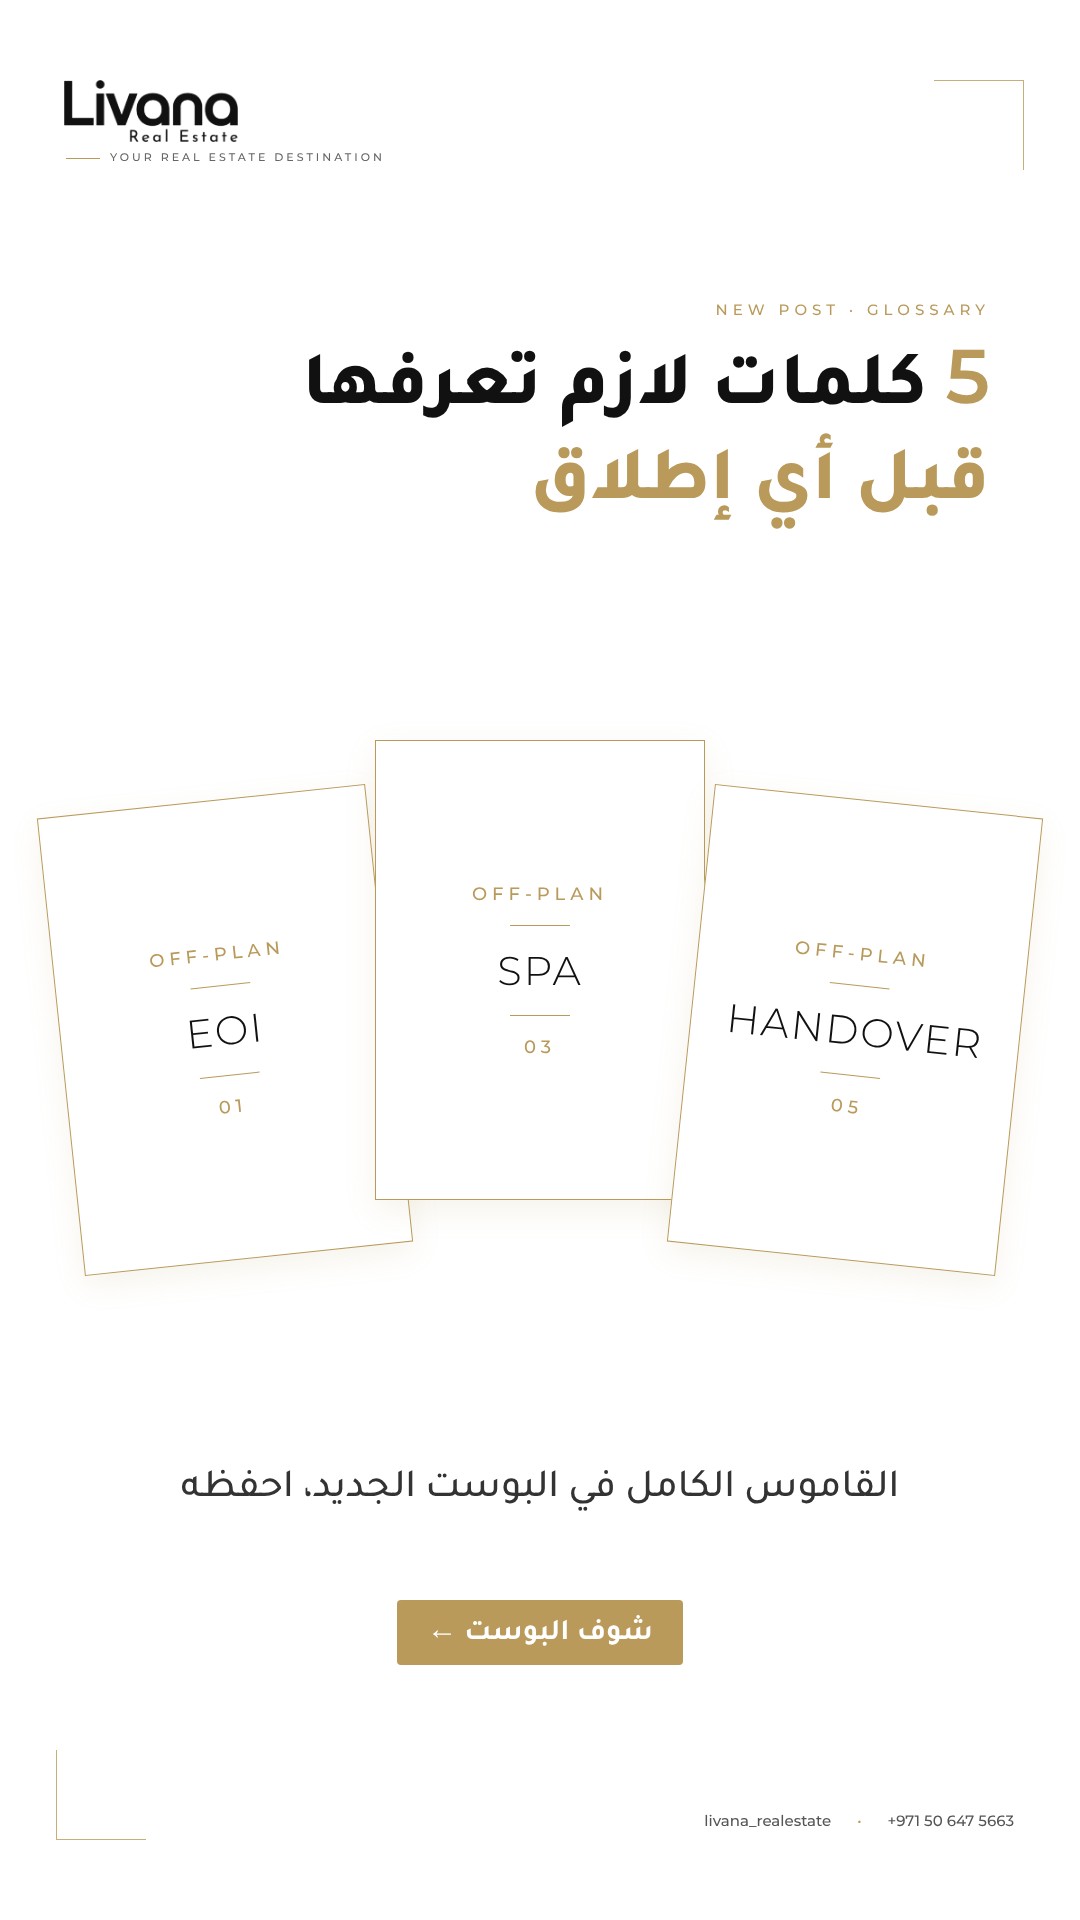 Livana
Real Estate
YOUR REAL ESTATE DESTINATION
NEW POST · GLOSSARY
5 كلمات لازم تعرفها
قبل أي إطلاق
OFF-PLAN
EOI
01
OFF-PLAN
SPA
03
OFF-PLAN
HANDOVER
05
القاموس الكامل في البوست الجديد، احفظه
شوف البوست ←
livana_realestate · +971 50 647 5663